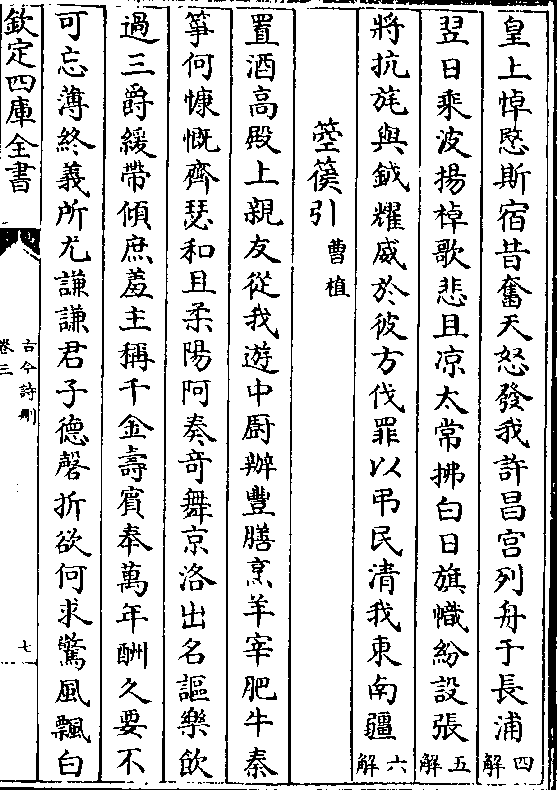 皇上悼愍斯宿昔奮天怒發我許昌宮列舟于長浦四解
翌日乘波揚棹歌悲且凉太常拂白日旗幟紛設張五解
將抗旄與鉞耀威於彼方伐罪以弔民清我東南疆六解
箜篌引曹植
置酒高殿上親友從我遊中厨辦豐膳烹羊宰肥牛秦
箏何慷慨齊瑟和且柔陽阿奏奇舞京洛出名謳樂飲
過三爵緩帶傾庶羞主稱千金壽賓奉萬年酬久要不
可忘薄終義所尤謙謙君子德磬折欲何求驚風飄白
欽定四庫全書
古今詩刪
卷三
七